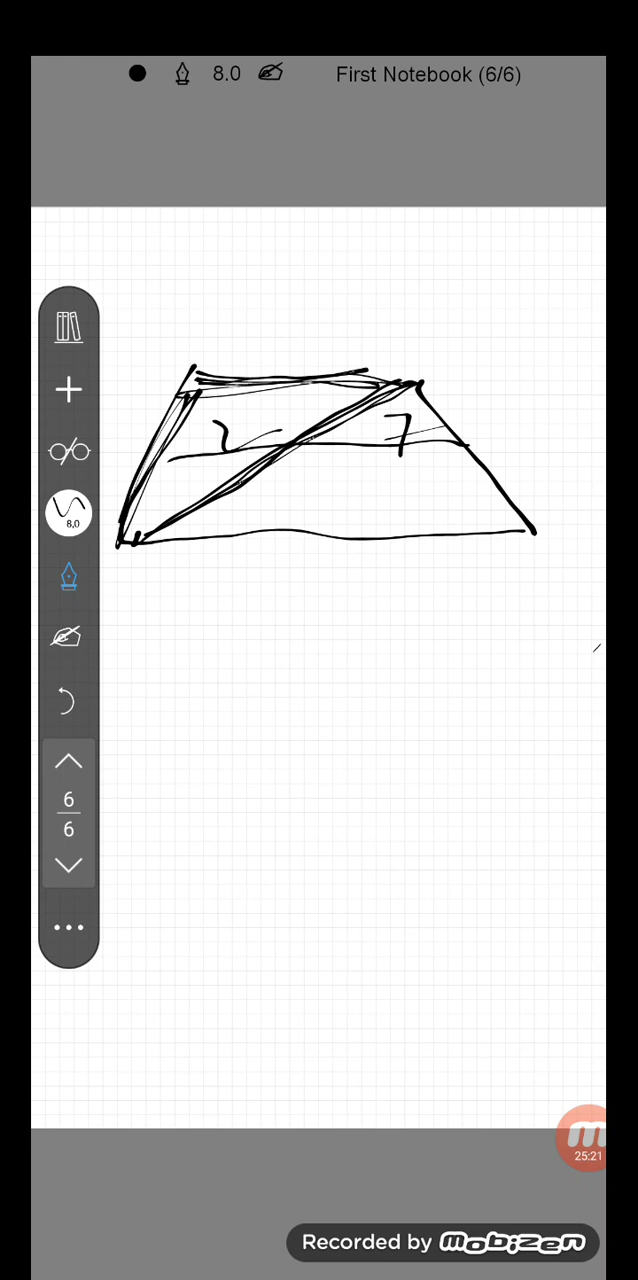 8.0 First Notebook (6/6)
8,0
2 7
6
6
25:21
Recorded by mobizen